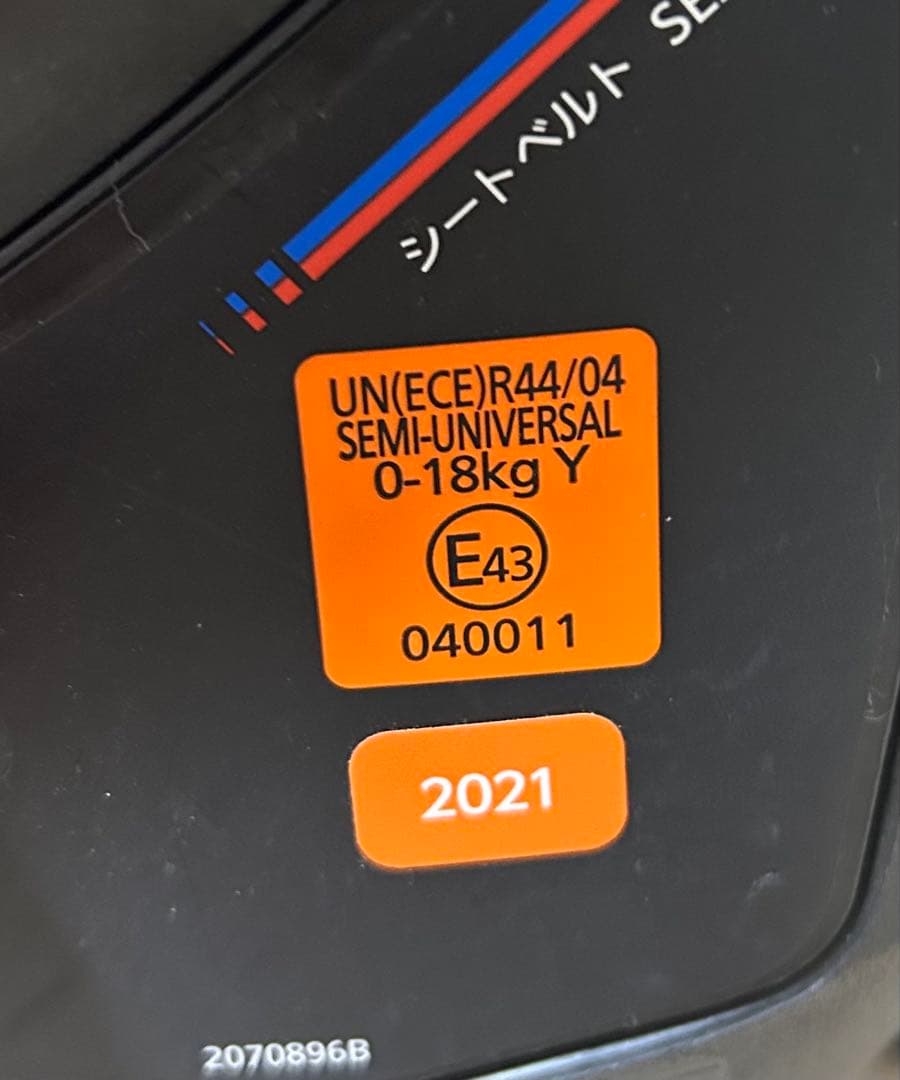 シートベルト
UN(ECE)R44/04
SEMI-UNIVERSAL
0-18kg Y
E43
040011
2021
2070896B